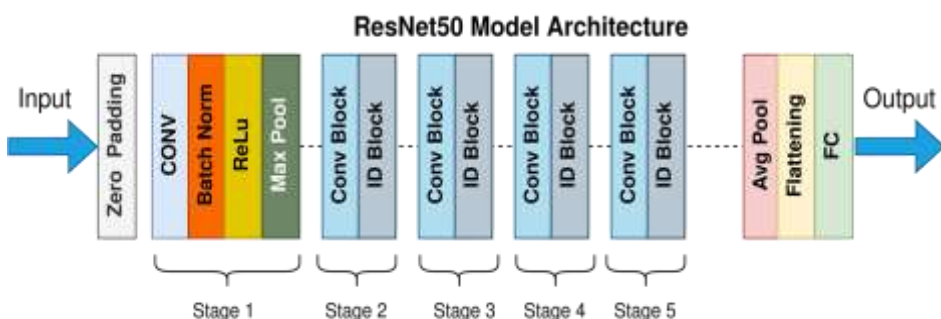 ResNet50 Model Architecture
Input
Zero Padding
CONV
Batch Norm
ReLu
Max Pool
Conv Block
ID Block
Conv Block
ID Block
Conv Block
ID Block
Conv Block
ID Block
Avg Pool
Flattening
FC
Output
Stage 1
Stage 2
Stage 3
Stage 4
Stage 5